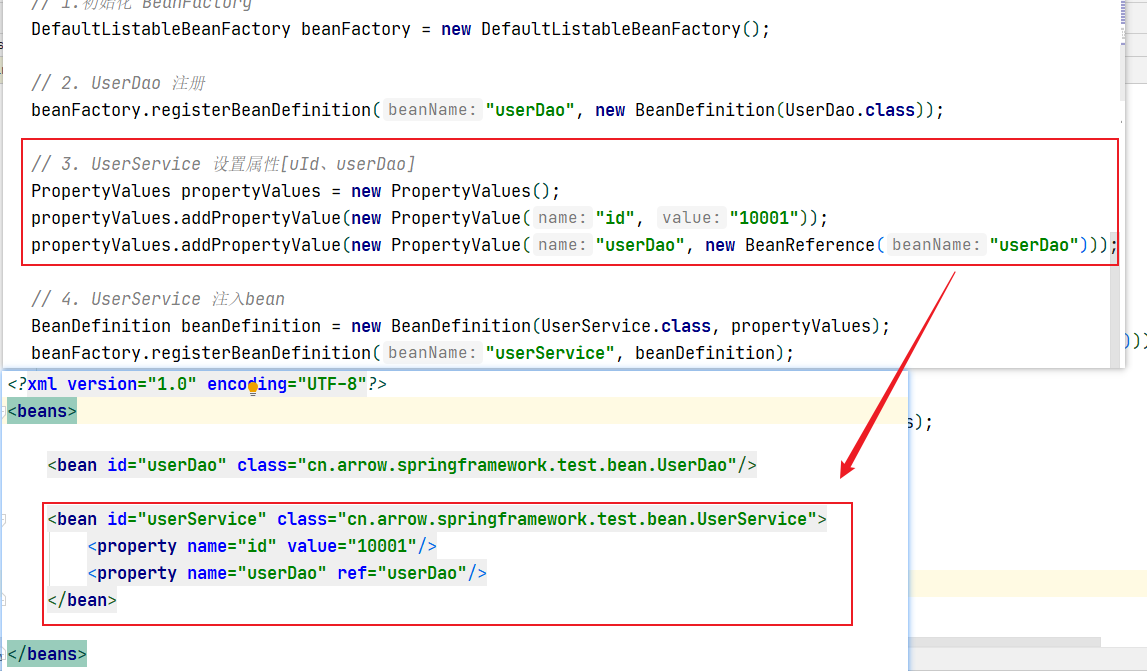 // 1.初始化 BeanFactory
DefaultListableBeanFactory beanFactory = new DefaultListableBeanFactory();
// 2. UserDao 注册
beanFactory.registerBeanDefinition( beanName: "userDao", new BeanDefinition(UserDao.class));
// 3. UserService 设置属性[uId、userDao]
PropertyValues propertyValues = new PropertyValues();
propertyValues.addPropertyValue(new PropertyValue( name: "id", value: "10001"));
propertyValues.addPropertyValue(new PropertyValue( name: "userDao", new BeanReference( beanName: "userDao")));
// 4. UserService 注入bean
BeanDefinition beanDefinition = new BeanDefinition(UserService.class, propertyValues);
beanFactory.registerBeanDefinition( beanName: "userService", beanDefinition);
<?xml version="1.0" encoding="UTF-8"?>
<beans>
<bean id="userDao" class="cn.arrow.springframework.test.bean.UserDao"/>
<bean id="userService" class="cn.arrow.springframework.test.bean.UserService">
<property name="id" value="10001"/>
<property name="userDao" ref="userDao"/>
</bean>
</beans>